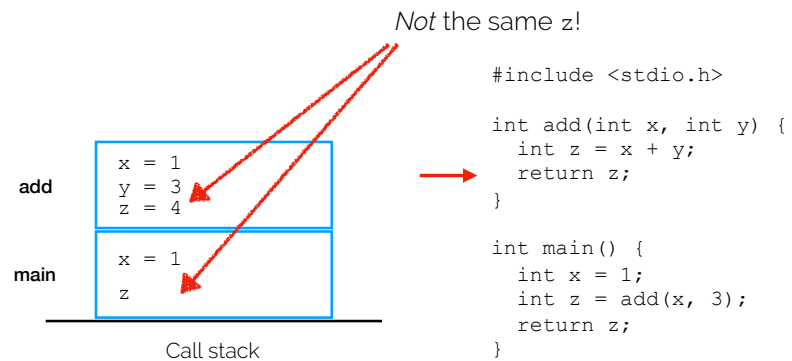 Not the same z!
#include <stdio.h>
int add(int x, int y) {
  int z = x + y;
  return z;
}
int main() {
  int x = 1;
  int z = add(x, 3);
  return z;
}
add
x = 1
y = 3
z = 4
main
x = 1
z
Call stack